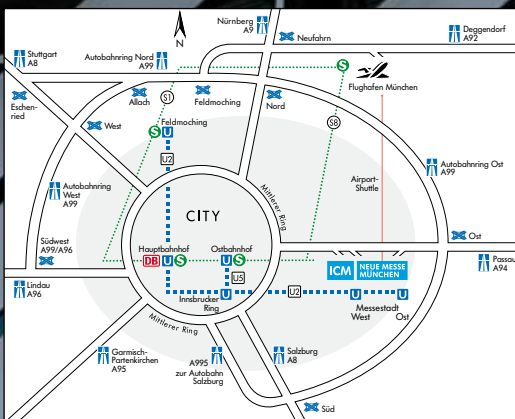 Nürnberg
A9
N
Neufahrn
Deggendorf
A92
Stuttgart
A8
Autobahnring Nord
A99
S
Flughafen München
Eschen-
ried
Allach
S1
Feldmoching
Nord
S8
West
Feldmoching
S U
U2
Autobahnring Ost
A99
Autobahnring
West
A99
Mittlerer Ring
Airport-
Shuttle
CITY
Südwest
A99/A96
Hauptbahnhof
DB U S
Ostbahnhof
U S
Ost
Passau
A94
ICM NEUE MESSE
MÜNCHEN
U5
Lindau
A96
Innsbrucker
Ring
U
U2
U U
Messestadt
West Ost
Mittlerer Ring
Garmisch-
Partenkirchen
A95
A995
zur Autobahn
Salzburg
Salzburg
A8
Süd